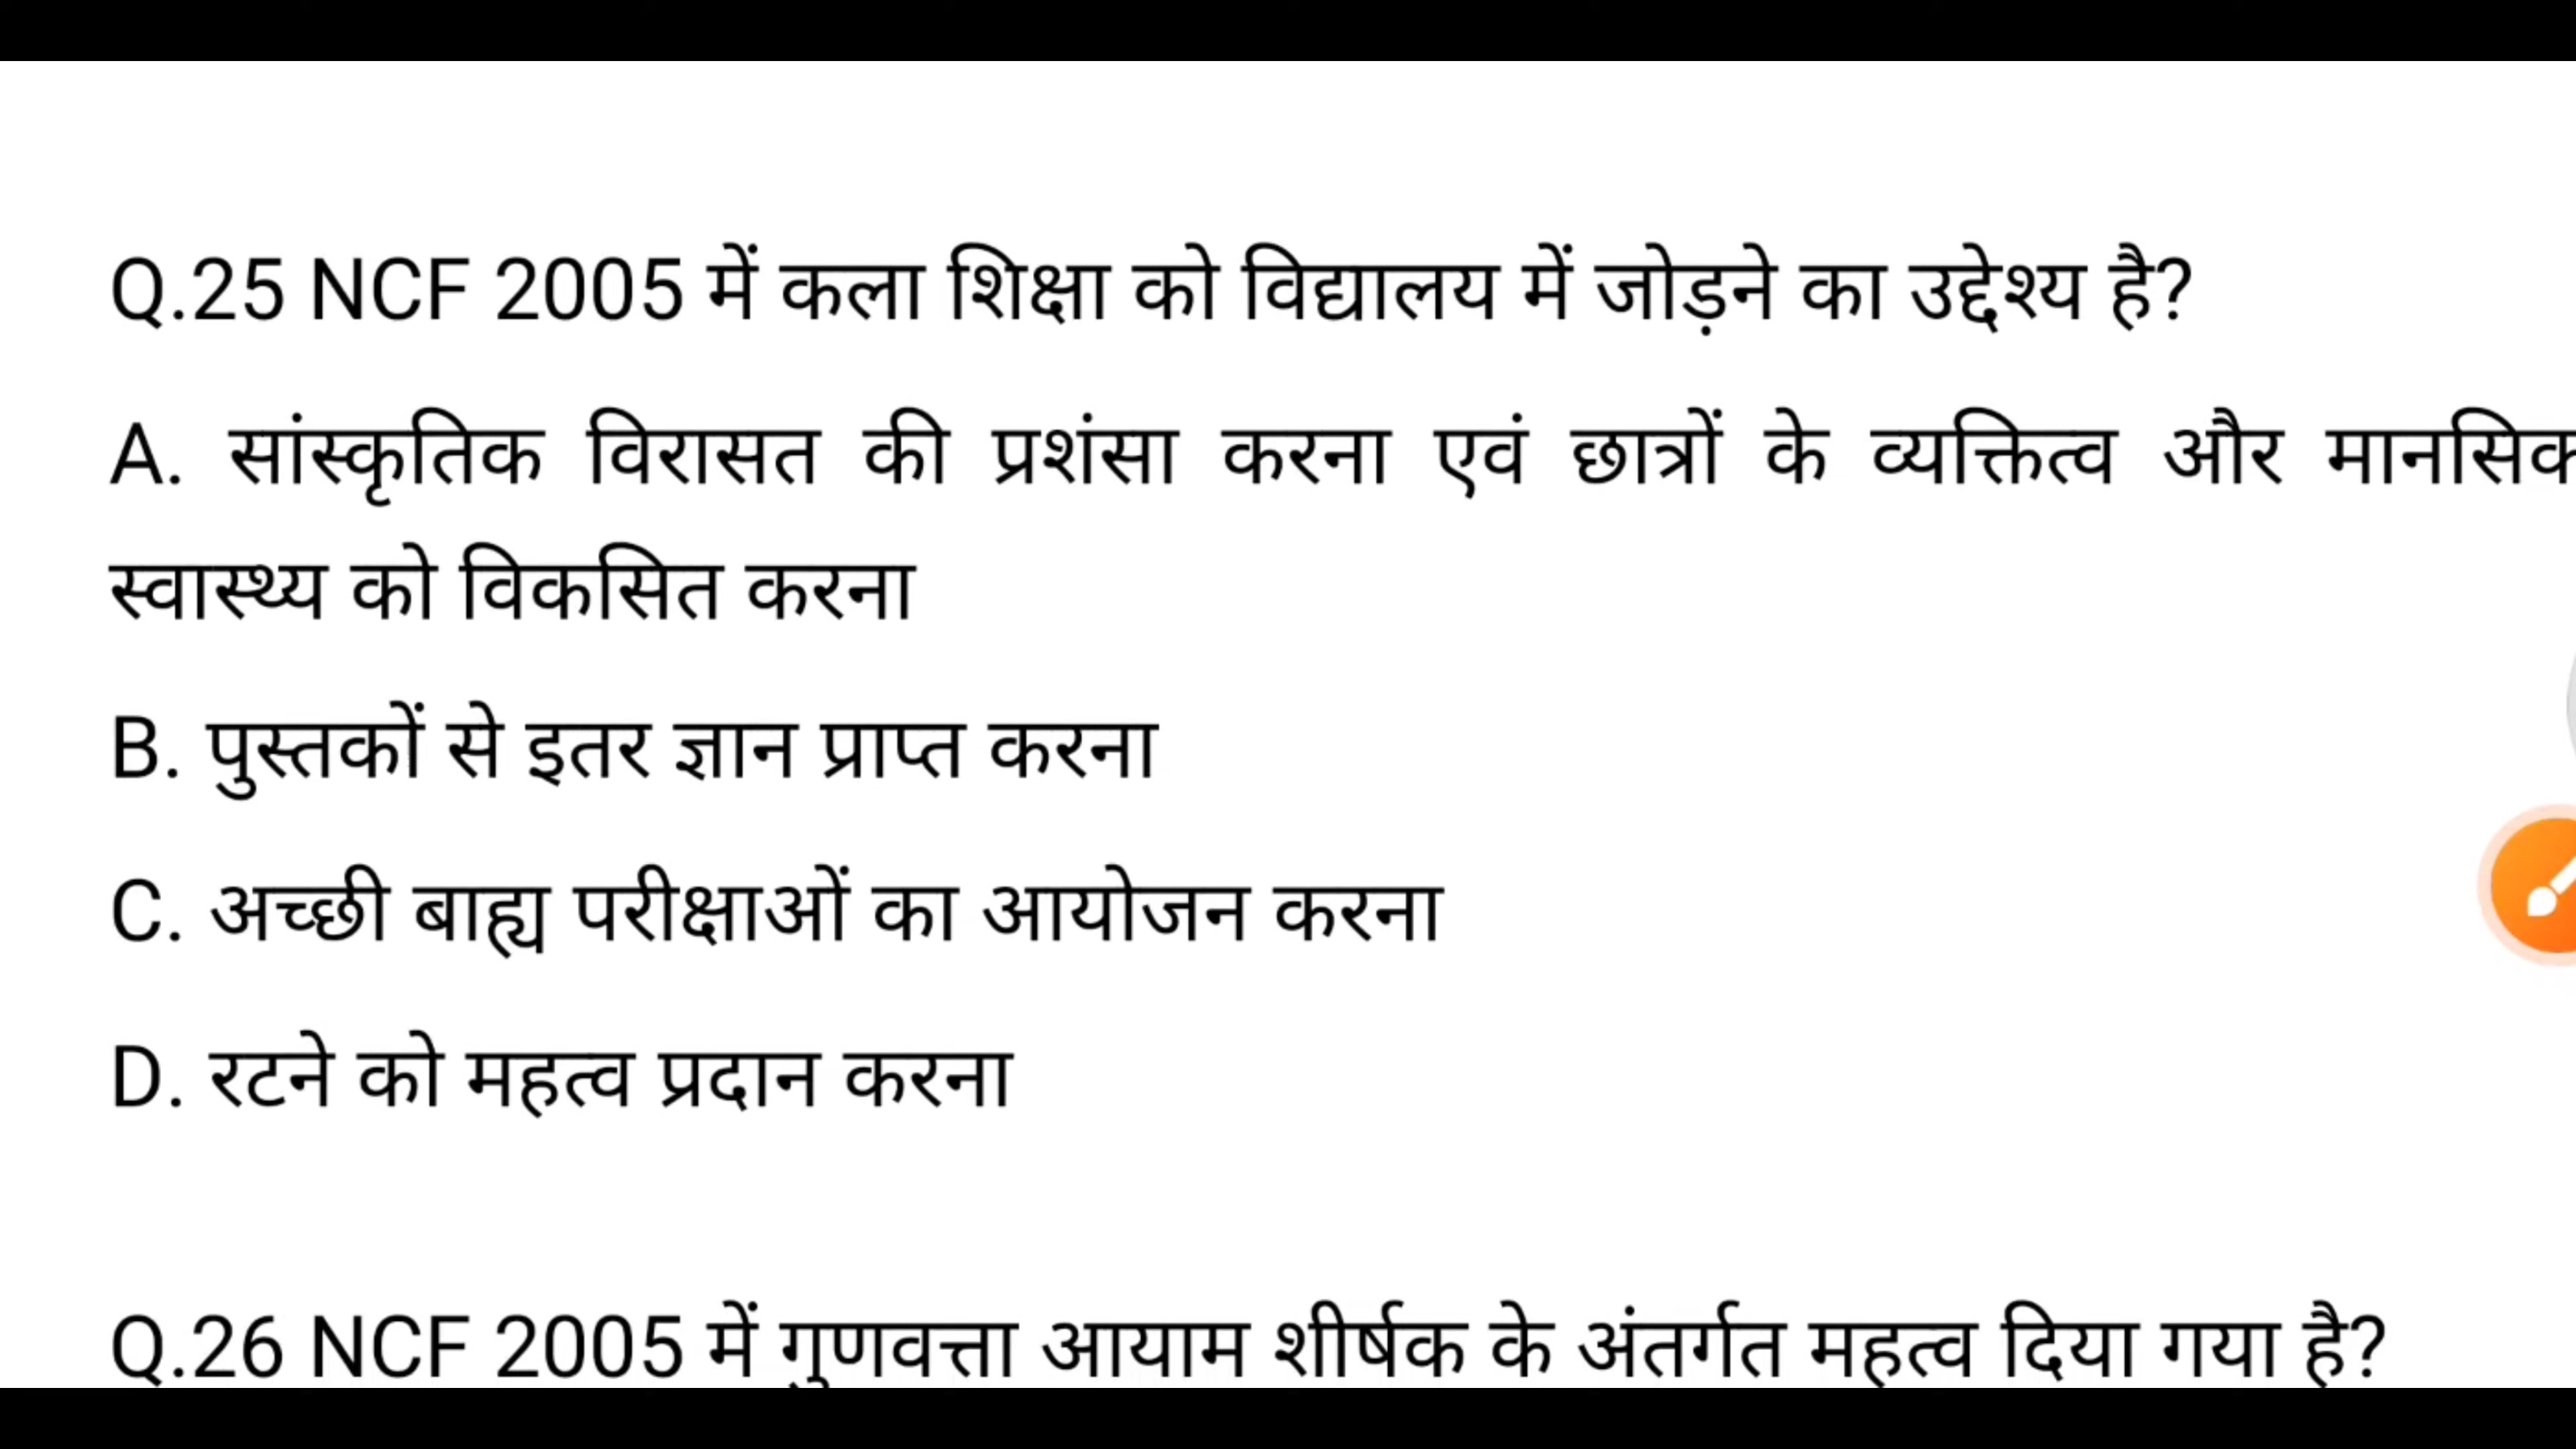 Q.25 NCF 2005 में कला शिक्षा को विद्यालय में जोड़ने का उद्देश्य है?
A. सांस्कृतिक विरासत की प्रशंसा करना एवं छात्रों के व्यक्तित्व और मानसिक
स्वास्थ्य को विकसित करना
B. पुस्तकों से इतर ज्ञान प्राप्त करना
C. अच्छी बाह्य परीक्षाओं का आयोजन करना
D. रटने को महत्व प्रदान करना
Q.26 NCF 2005 में गुणवत्ता आयाम शीर्षक के अंतर्गत महत्व दिया गया है?